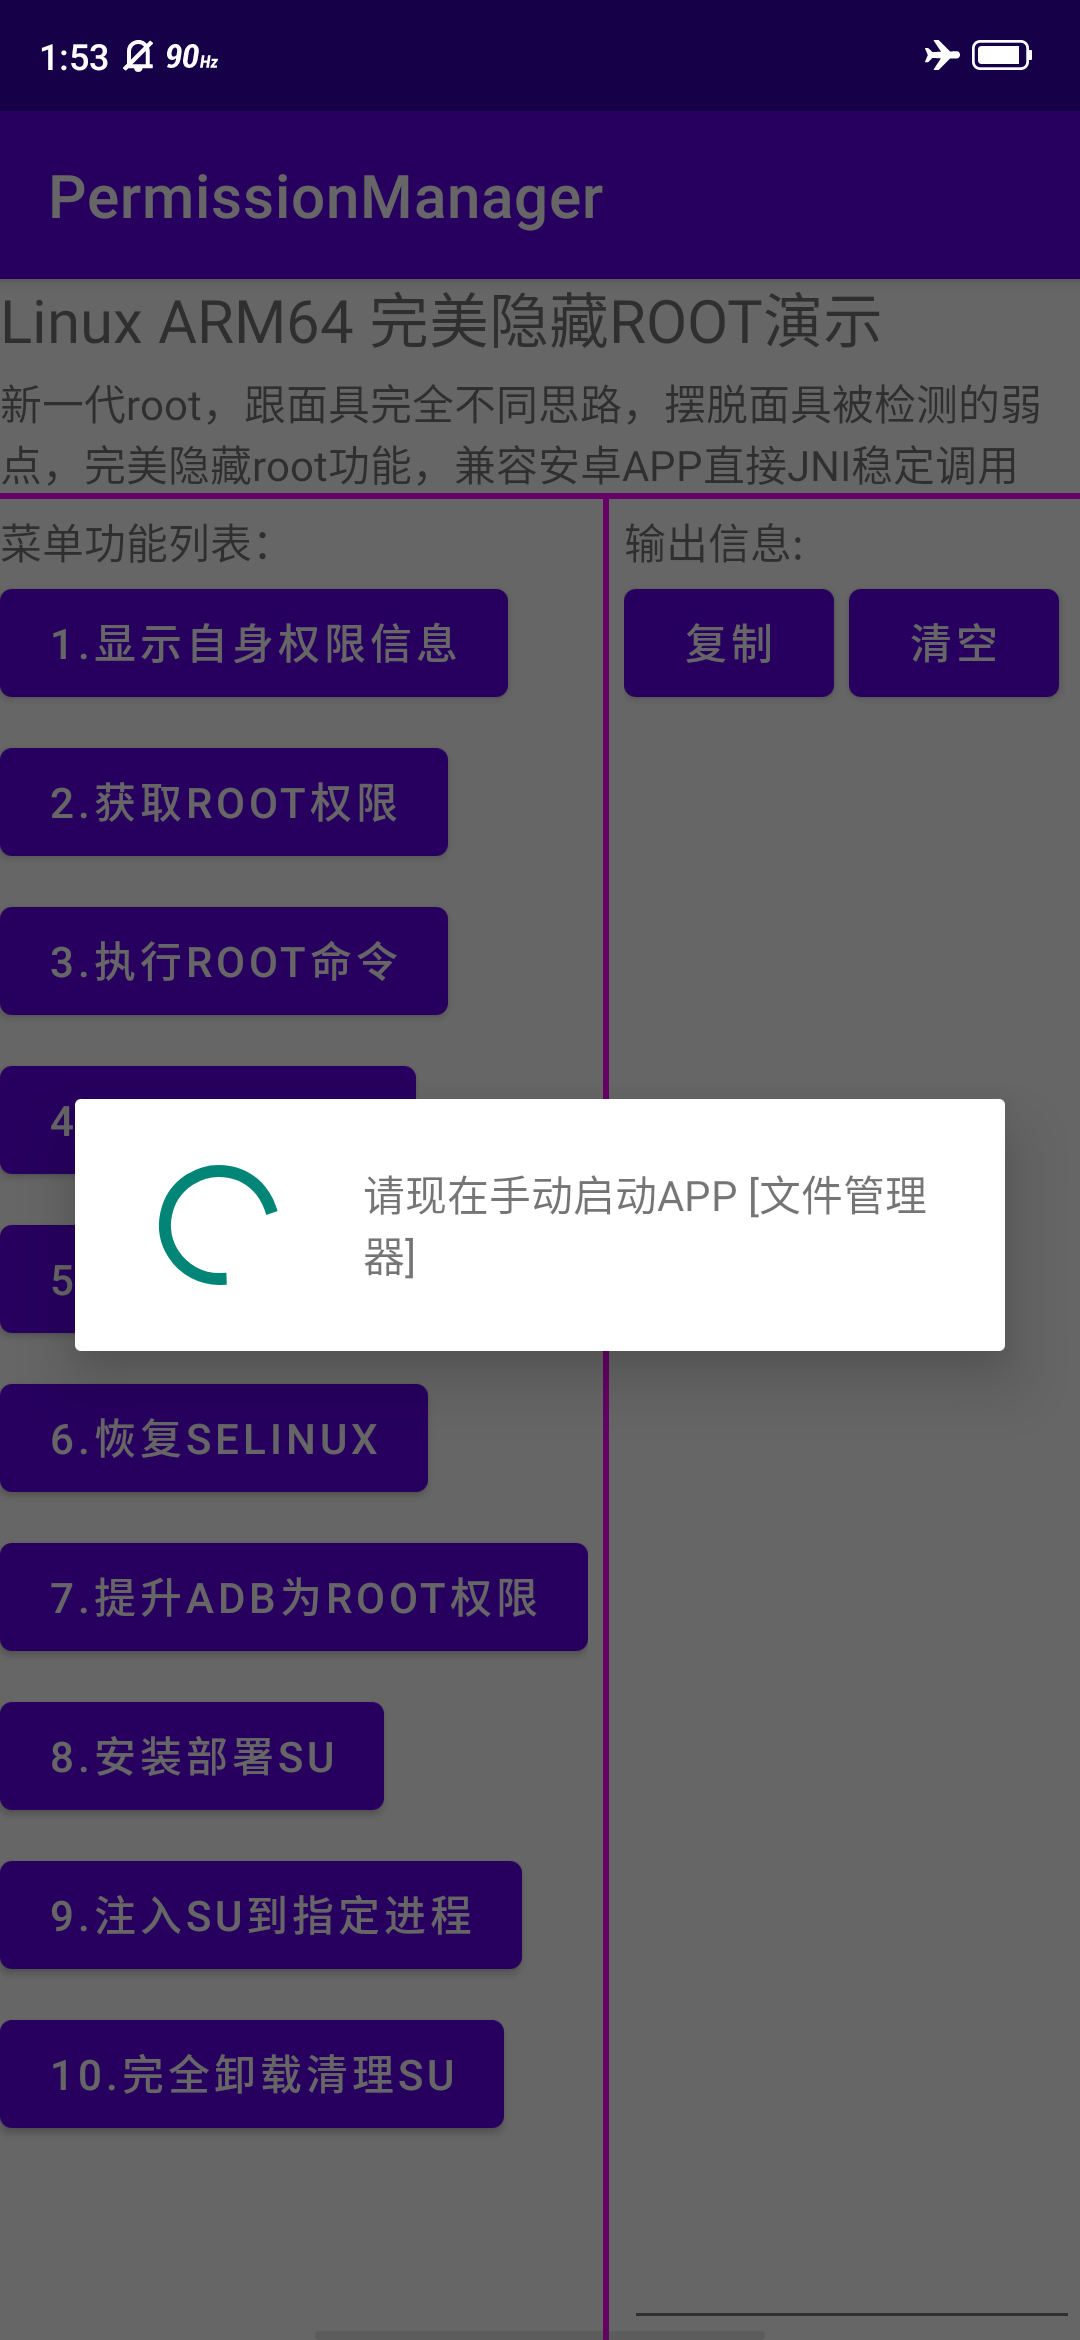 1:53 90Hz
PermissionManager
Linux ARM64 完美隐藏ROOT演示
新一代root，跟面具完全不同思路，摆脱面具被检测的弱
点，完美隐藏root功能，兼容安卓APP直接JNI稳定调用
菜单功能列表：
输出信息:
1.显示自身权限信息
复制
清空
2.获取ROOT权限
3.执行ROOT命令
4
请现在手动启动APP [文件管理
器]
5
6.恢复SELINUX
7.提升ADB为ROOT权限
8.安装部署SU
9.注入SU到指定进程
10.完全卸载清理SU